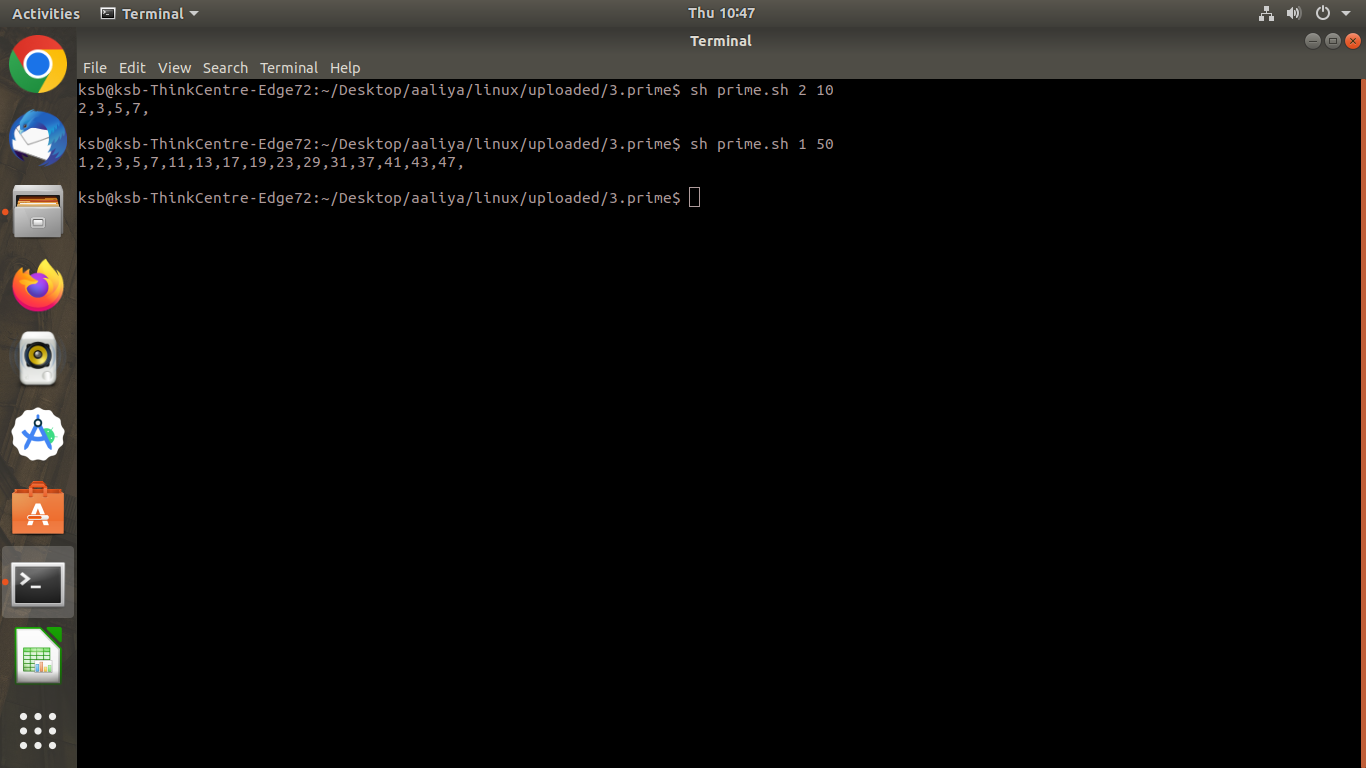 Activities Terminal Thu 10:47
Terminal
File Edit View Search Terminal Help
ksb@ksb-ThinkCentre-Edge72:~/Desktop/aaliya/linux/uploaded/3.prime$ sh prime.sh 2 10
2,3,5,7,
ksb@ksb-ThinkCentre-Edge72:~/Desktop/aaliya/linux/uploaded/3.prime$ sh prime.sh 1 50
1,2,3,5,7,11,13,17,19,23,29,31,37,41,43,47,
ksb@ksb-ThinkCentre-Edge72:~/Desktop/aaliya/linux/uploaded/3.prime$